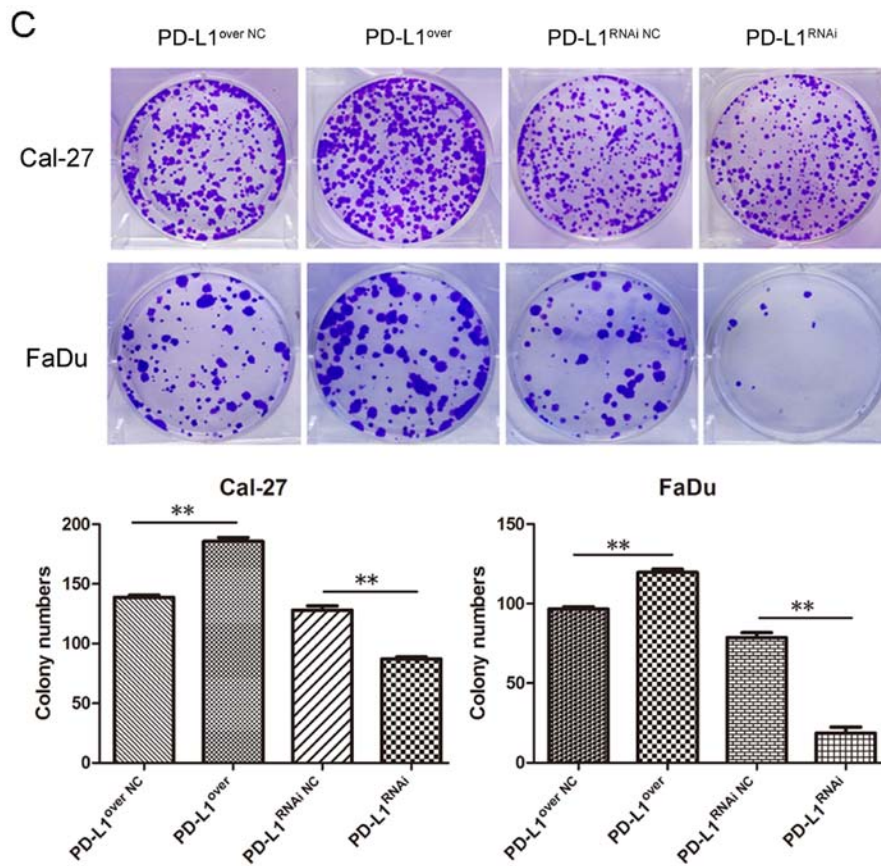 C
PD-L1over NC PD-L1over PD-L1RNAi NC PD-L1RNAi
Cal-27
FaDu
Cal-27
Colony numbers
200
150
100
50
0
**
**
PD-L1over NC PD-L1over PD-L1RNAi NC PD-L1RNAi
FaDu
Colony numbers
150
100
50
0
**
**
PD-L1over NC PD-L1over PD-L1RNAi NC PD-L1RNAi